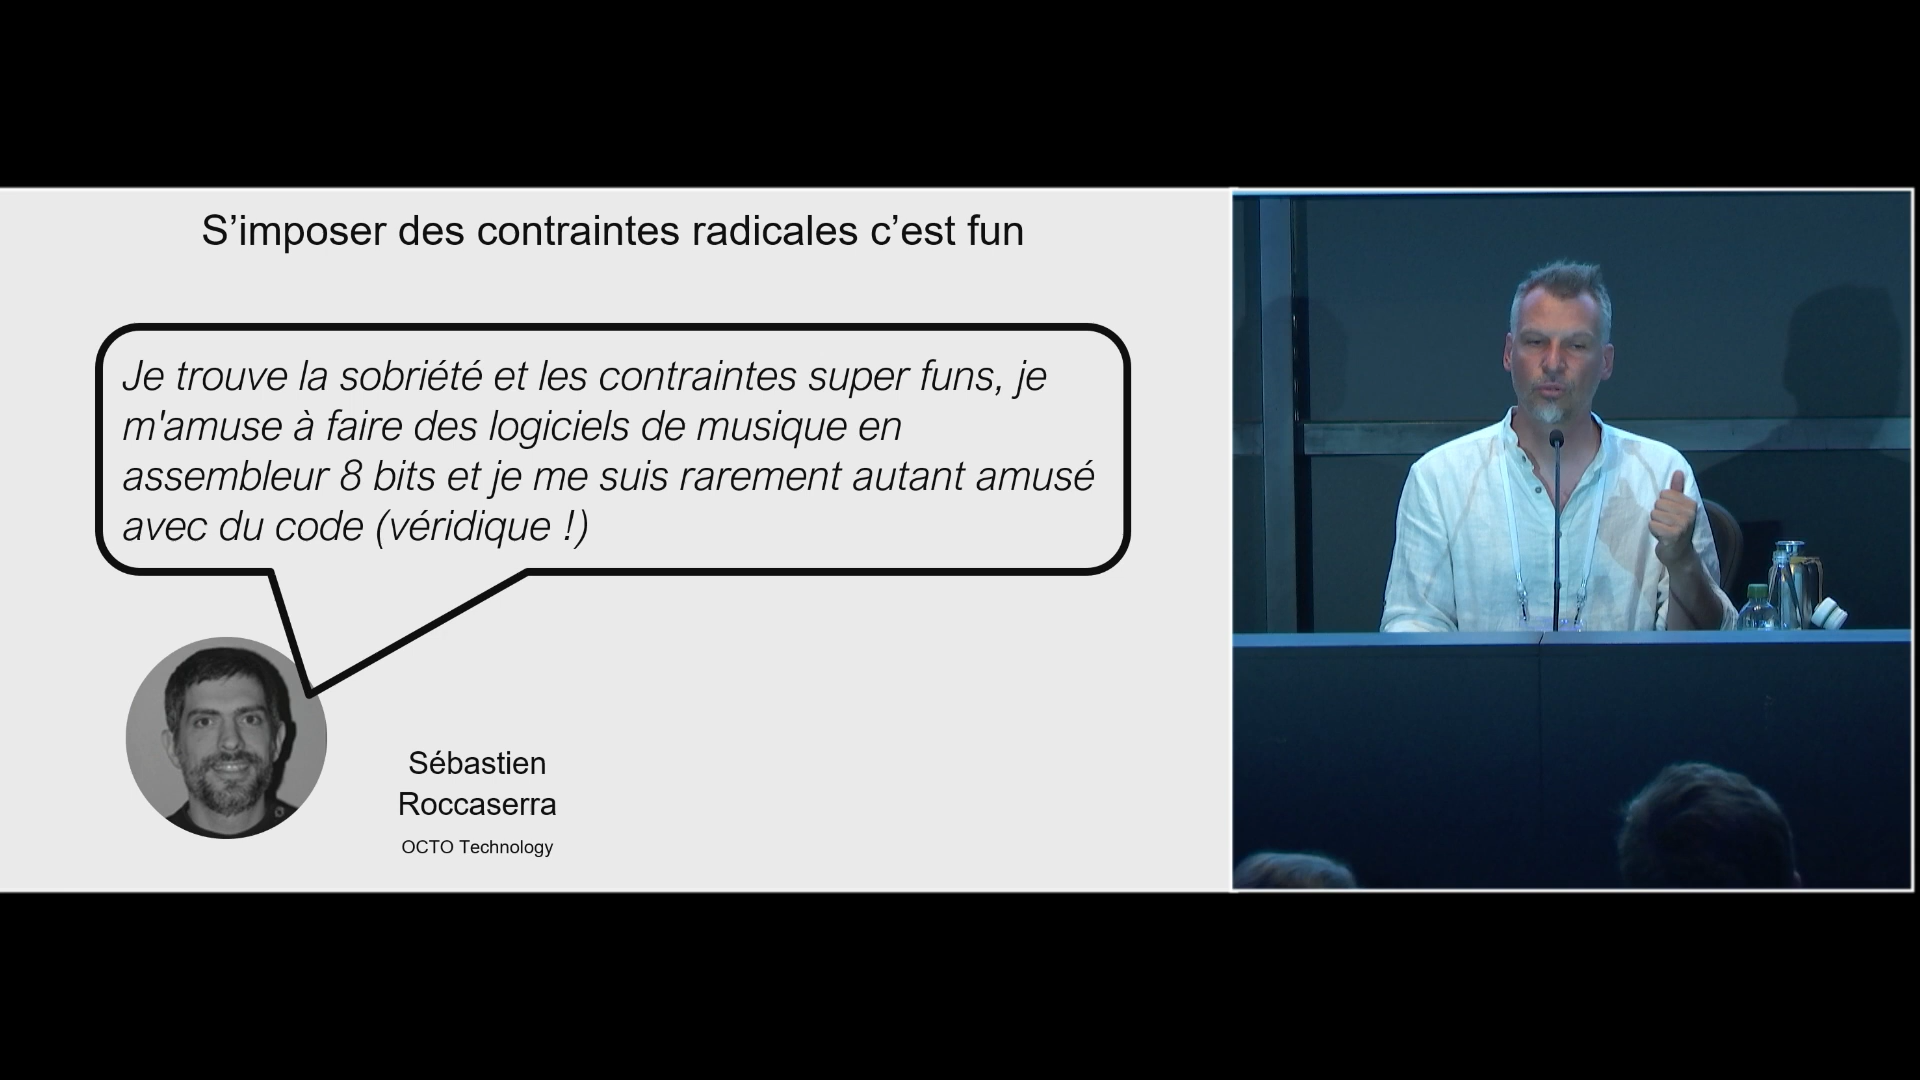 S’imposer des contraintes radicales c’est fun
Je trouve la sobriété et les contraintes super funs, je
m'amuse à faire des logiciels de musique en
assembleur 8 bits et je me suis rarement autant amusé
avec du code (véridique !)
Sébastien
Roccaserra
OCTO Technology